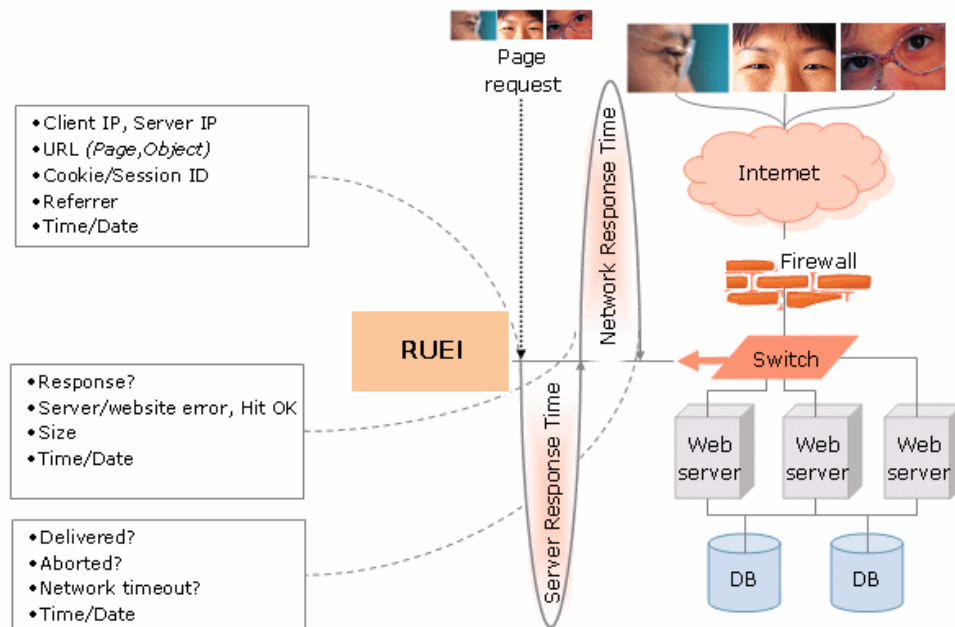 Page
request
• Client IP, Server IP
• URL (Page,Object)
• Cookie/Session ID
• Referrer
• Time/Date
Network Response Time
Internet
Firewall
RUEI
Switch
• Response?
• Server/website error, Hit OK
• Size
• Time/Date
Server Response Time
Web
server
Web
server
Web
server
• Delivered?
• Aborted?
• Network timeout?
• Time/Date
DB
DB